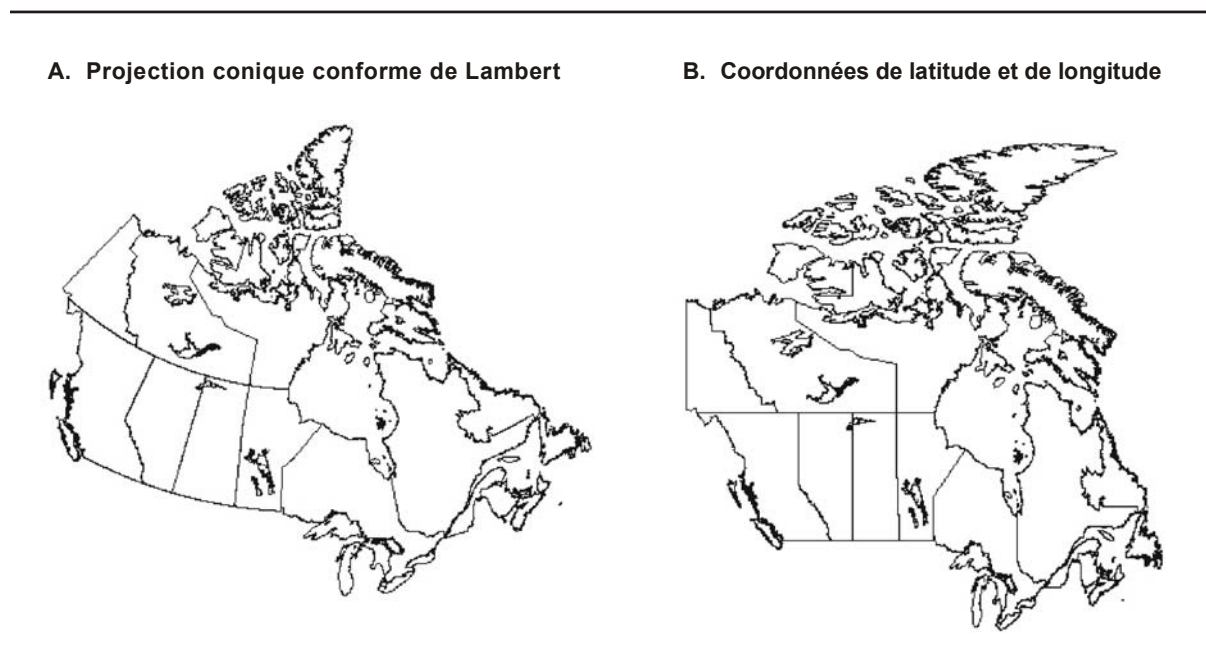 A. Projection conique conforme de Lambert
B. Coordonnées de latitude et de longitude